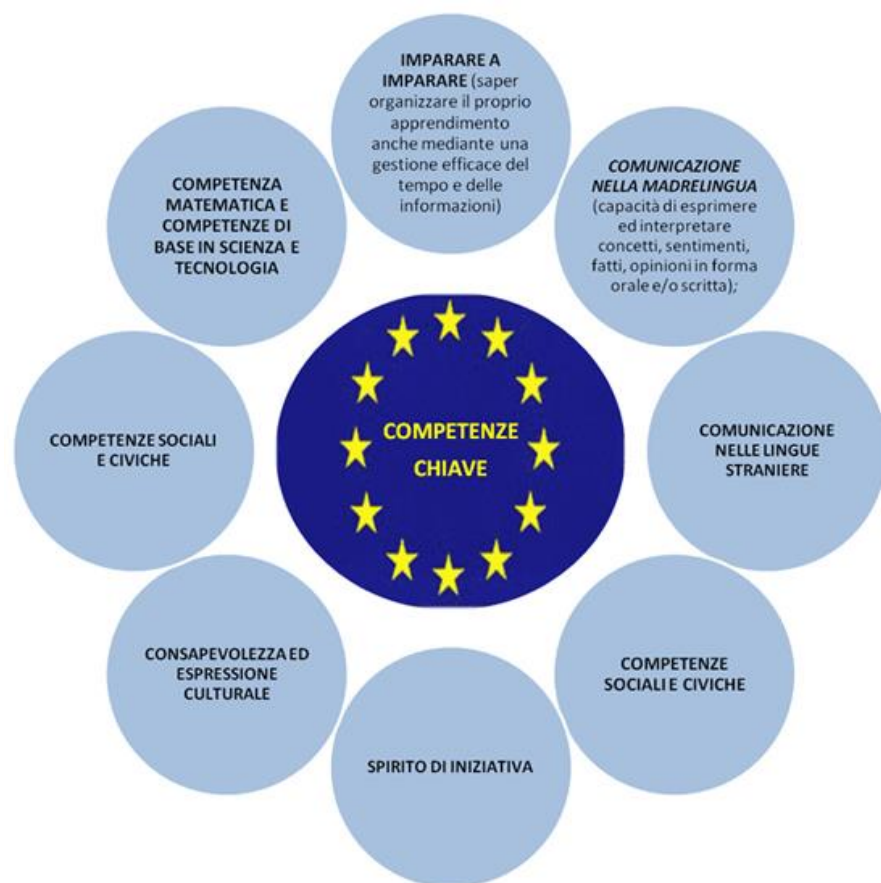 IMPARARE A
IMPARARE (saper
organizzare il proprio
apprendimento
anche mediante una
gestione efficace del
tempo e delle
informazioni)
COMUNICAZIONE
NELLA MADRELINGUA
(capacità di esprimere
ed interpretare
concetti, sentimenti,
fatti, opinioni in forma
orale e/o scritta);
COMUNICAZIONE
NELLE LINGUE
STRANIERE
COMPETENZE
SOCIALI E CIVICHE
SPIRITO DI INIZIATIVA
CONSAPEVOLEZZA ED
ESPRESSIONE
CULTURALE
COMPETENZE SOCIALI
E CIVICHE
COMPETENZA
MATEMATICA E
COMPETENZE DI
BASE IN SCIENZA E
TECNOLOGIA
COMPETENZE
CHIAVE